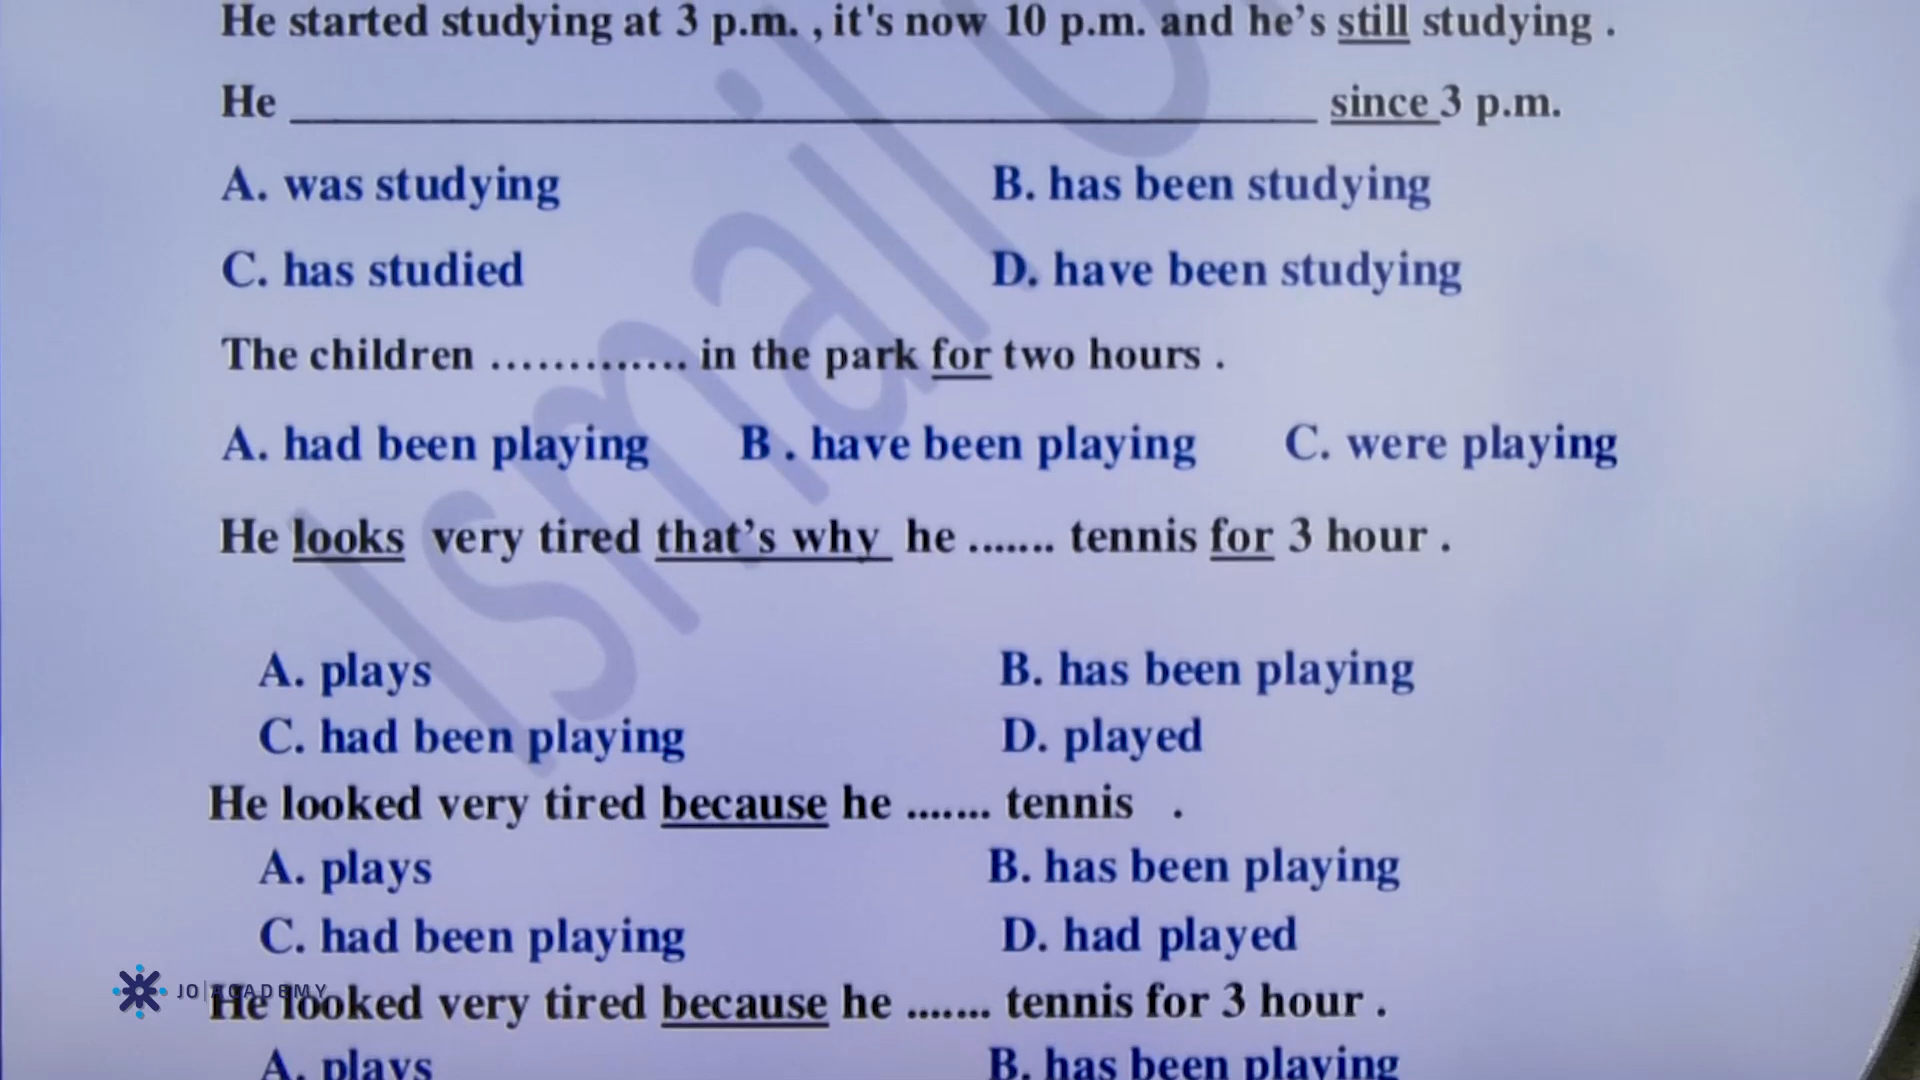 He started studying at 3 p.m. , it's now 10 p.m. and he’s still studying .
He ______________________________ since 3 p.m.
A. was studying B. has been studying
C. has studied D. have been studying
The children ............. in the park for two hours .
A. had been playing B . have been playing C. were playing
He looks very tired that’s why he ....... tennis for 3 hour .
A. plays B. has been playing
C. had been playing D. played
He looked very tired because he ....... tennis .
A. plays B. has been playing
C. had been playing D. had played
JO|ACADEMY
He looked very tired because he ....... tennis for 3 hour .
A. plays B. has been playing
Ismail